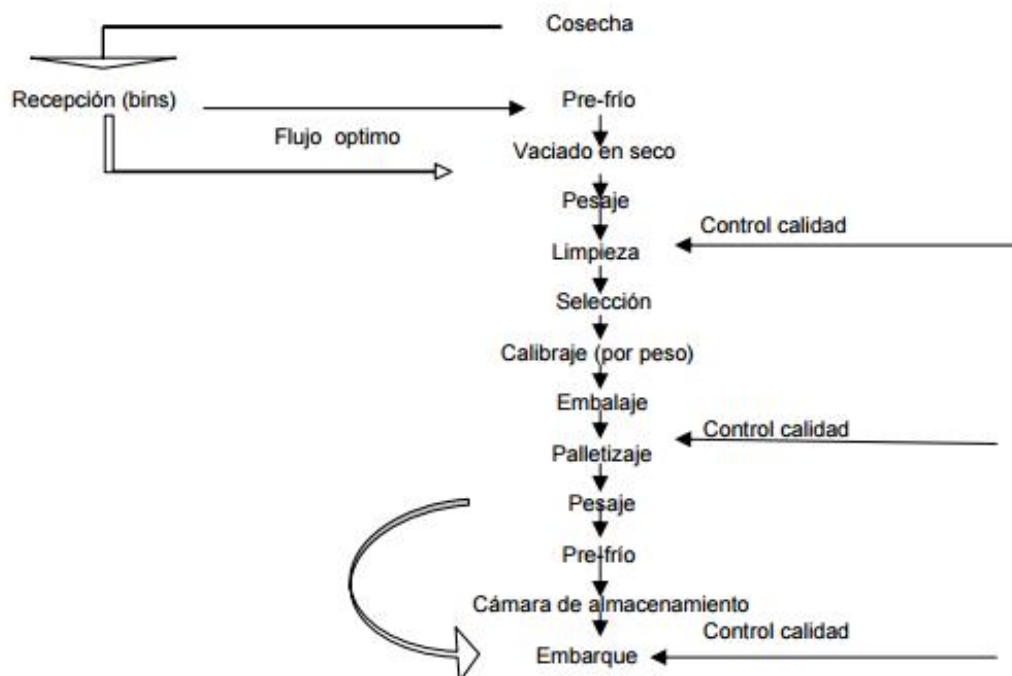 Cosecha
Recepción (bins)
Pre-frío
Flujo optimo
Vaciado en seco
Pesaje
Control calidad
Limpieza
Selección
Calibraje (por peso)
Embalaje
Control calidad
Palletizaje
Pesaje
Pre-frío
Cámara de almacenamiento
Control calidad
Embarque